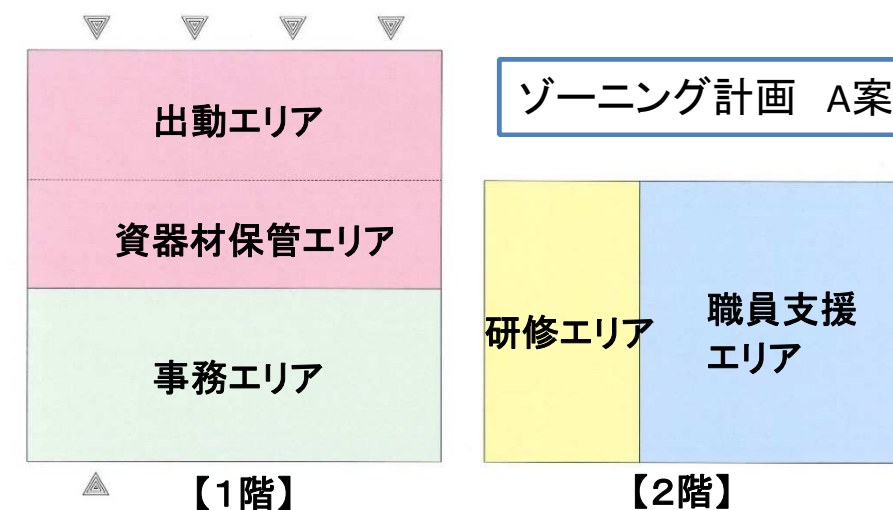 ゾーニング計画　A案
出動エリア
資器材保管エリア
事務エリア
【1階】
研修エリア
職員支援
エリア
【2階】